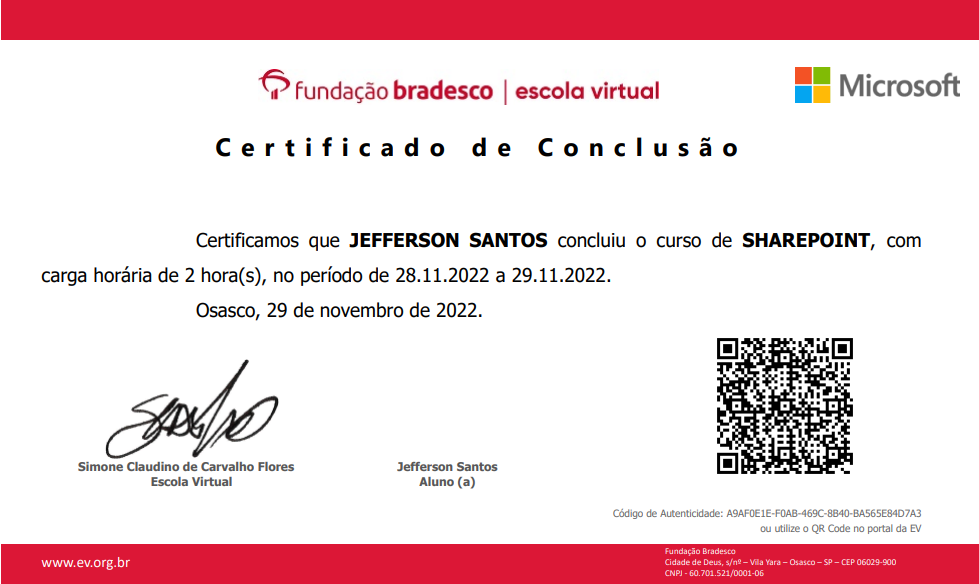 fundação bradesco | escola virtual
Microsoft
Certificado de Conclusão
Certificamos que JEFFERSON SANTOS concluiu o curso de SHAREPOINT, com
carga horária de 2 hora(s), no período de 28.11.2022 a 29.11.2022.
Osasco, 29 de novembro de 2022.
Simone Claudino de Carvalho Flores
Escola Virtual
Jefferson Santos
Aluno (a)
Código de Autenticidade: A9AF0E1E-F0AB-469C-8B40-BA565E84D7A3
ou utilize o QR Code no portal da EV
www.ev.org.br
Fundação Bradesco
Cidade de Deus, s/nº – Vila Yara – Osasco – SP – CEP 06029-900
CNPJ - 60.701.521/0001-06